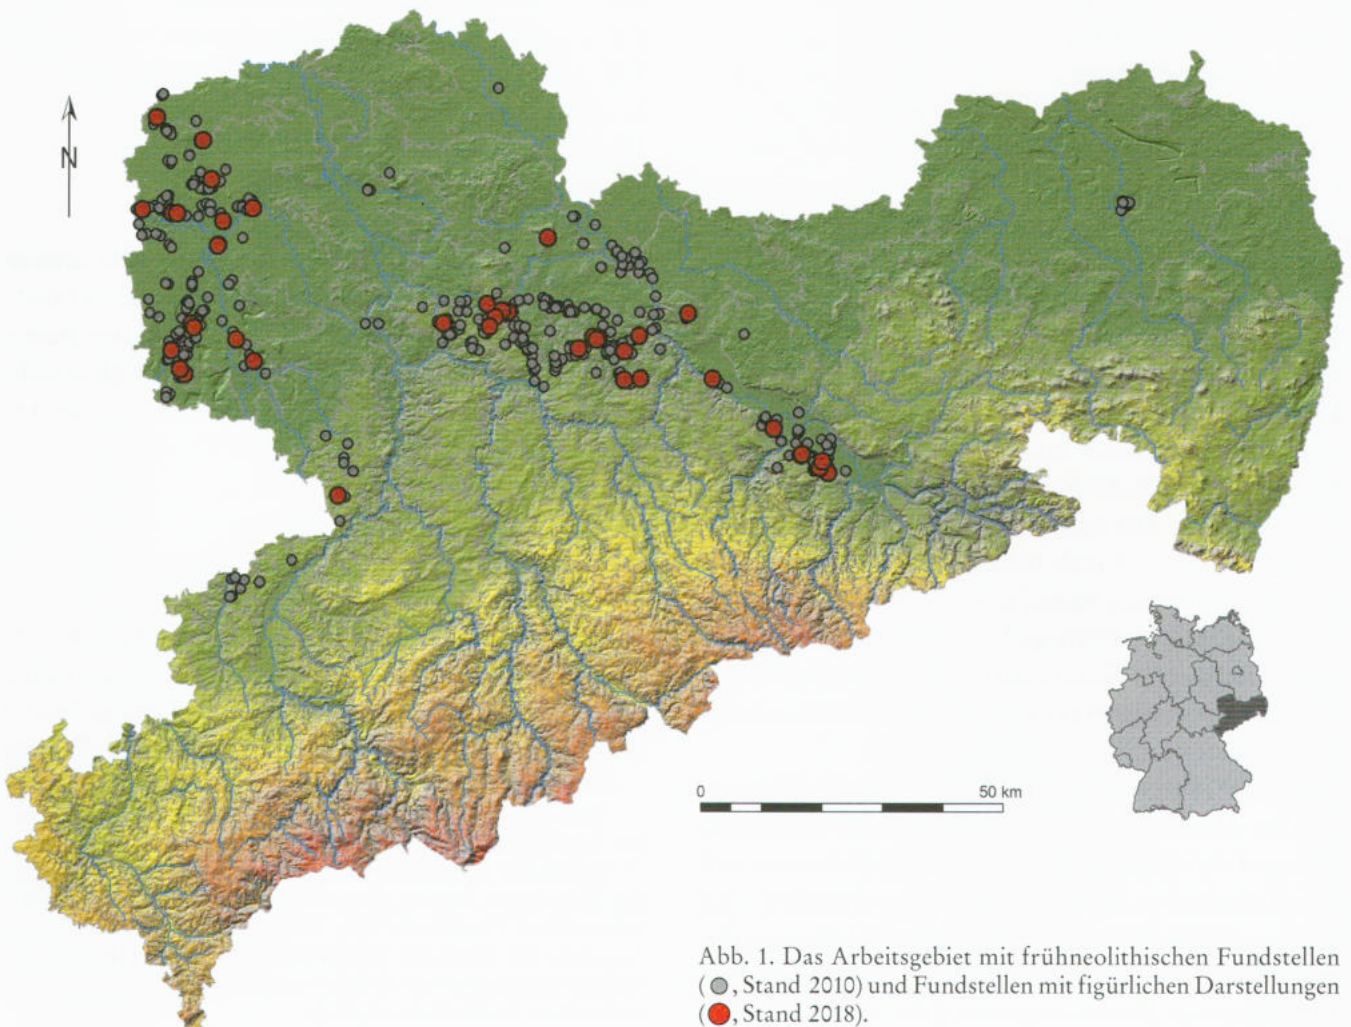 N
0 50 km
Abb. 1. Das Arbeitsgebiet mit frühneolithischen Fundstellen
(●, Stand 2010) und Fundstellen mit figürlichen Darstellungen
(●, Stand 2018).